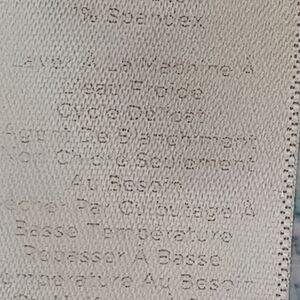 1% Spandex
Laver À La Machine À
Eau Froide
Cycle Délicat
Agent De Blanchiment
Non Chloré Seulement
Au Besoin
Sécher Par Culbutage À
Basse Température
Repasser À Basse
Température Au Besoin